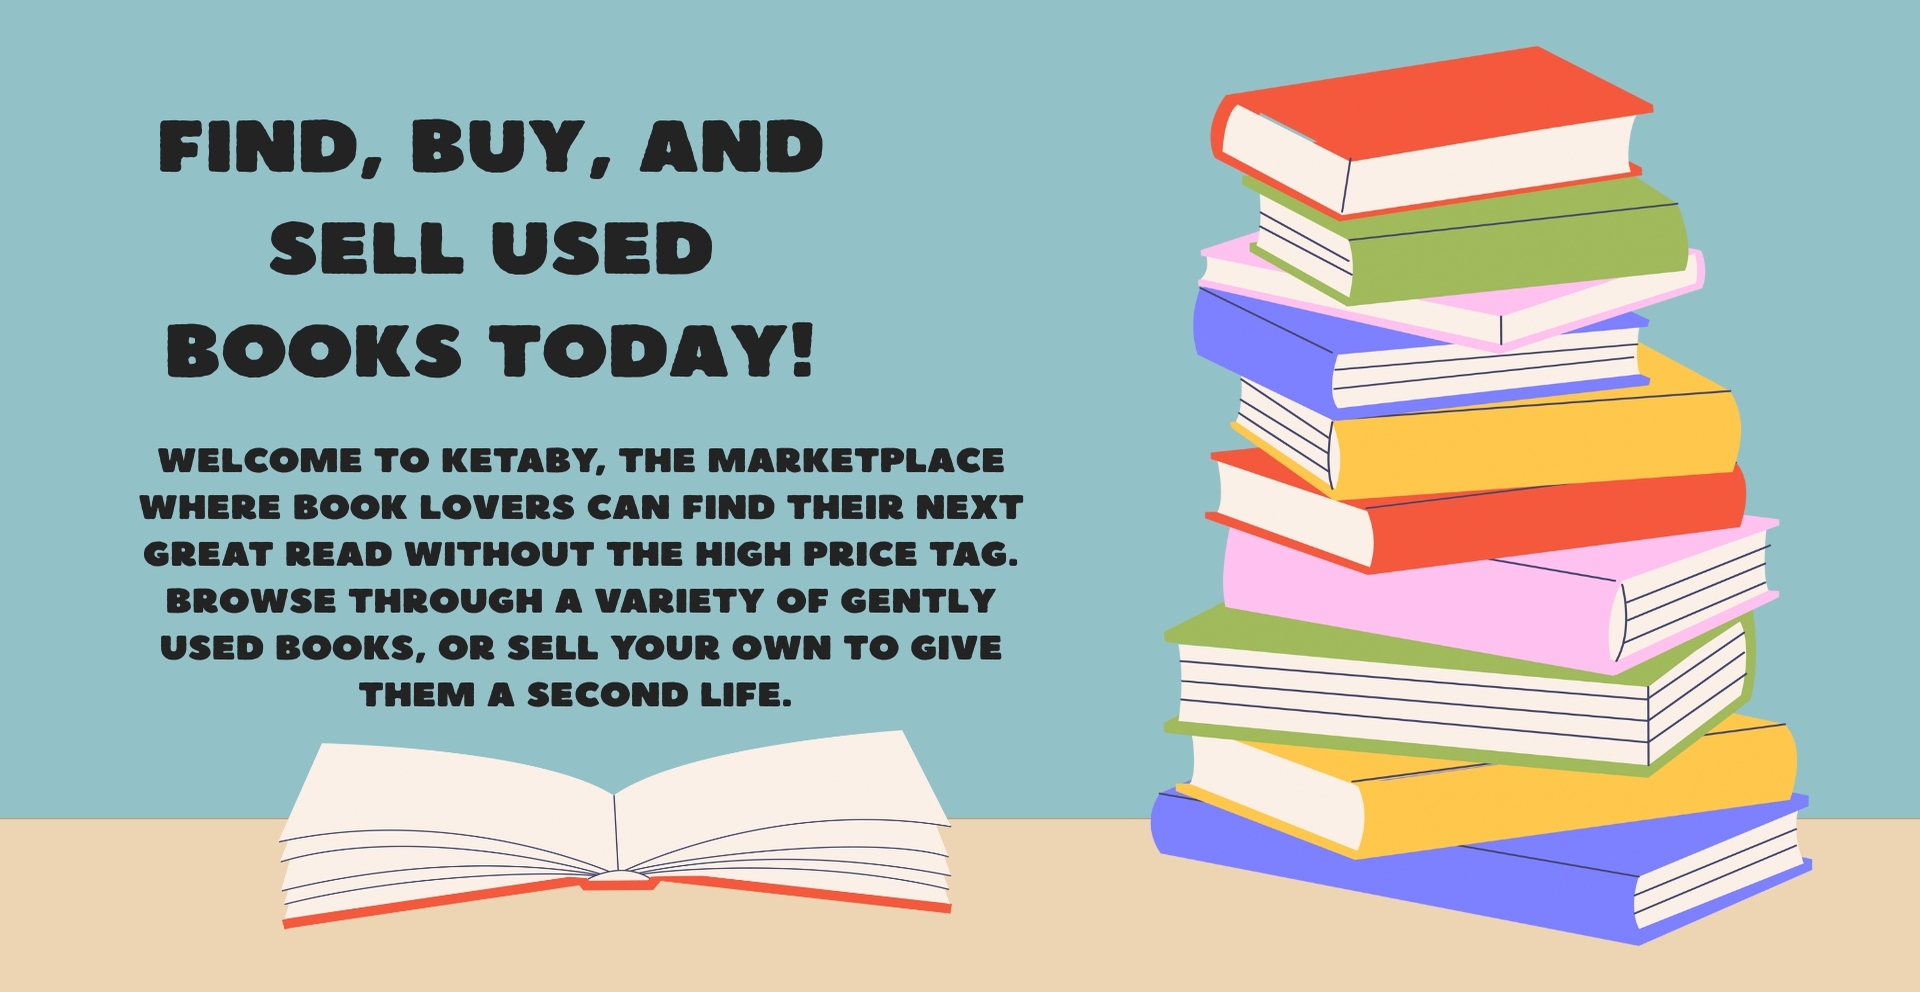 FIND, BUY, AND
SELL USED
BOOKS TODAY!
WELCOME TO KETABY, THE MARKETPLACE
WHERE BOOK LOVERS CAN FIND THEIR NEXT
GREAT READ WITHOUT THE HIGH PRICE TAG.
BROWSE THROUGH A VARIETY OF GENTLY
USED BOOKS, OR SELL YOUR OWN TO GIVE
THEM A SECOND LIFE.